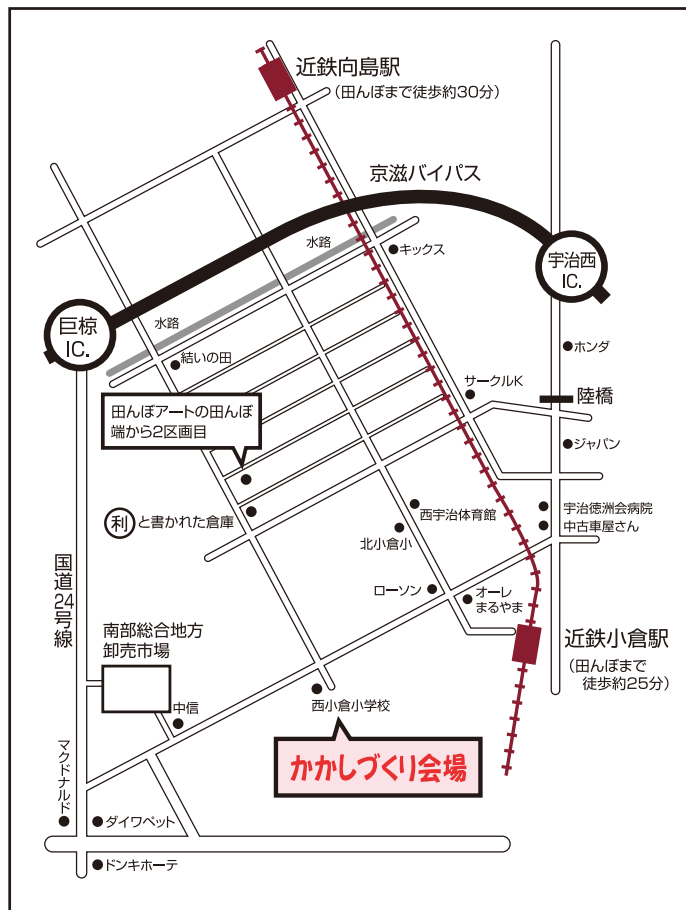 近鉄向島駅
(田んぼまで徒歩約30分)
京滋バイパス
水路
キックス
宇治西
IC.
巨椋
IC.
水路
結いの田
ホンダ
サークルK
陸橋
田んぼアートの田んぼ
端から2区画目
ジャパン
利と書かれた倉庫
西宇治体育館
宇治徳洲会病院
中古車屋さん
北小倉小
国道24号線
ローソン
オーレ
まるやま
南部総合地方
卸売市場
近鉄小倉駅
(田んぼまで
徒歩約25分)
西小倉小学校
中信
かかしづくり会場
マクドナルド
ダイワペット
ドンキホーテ